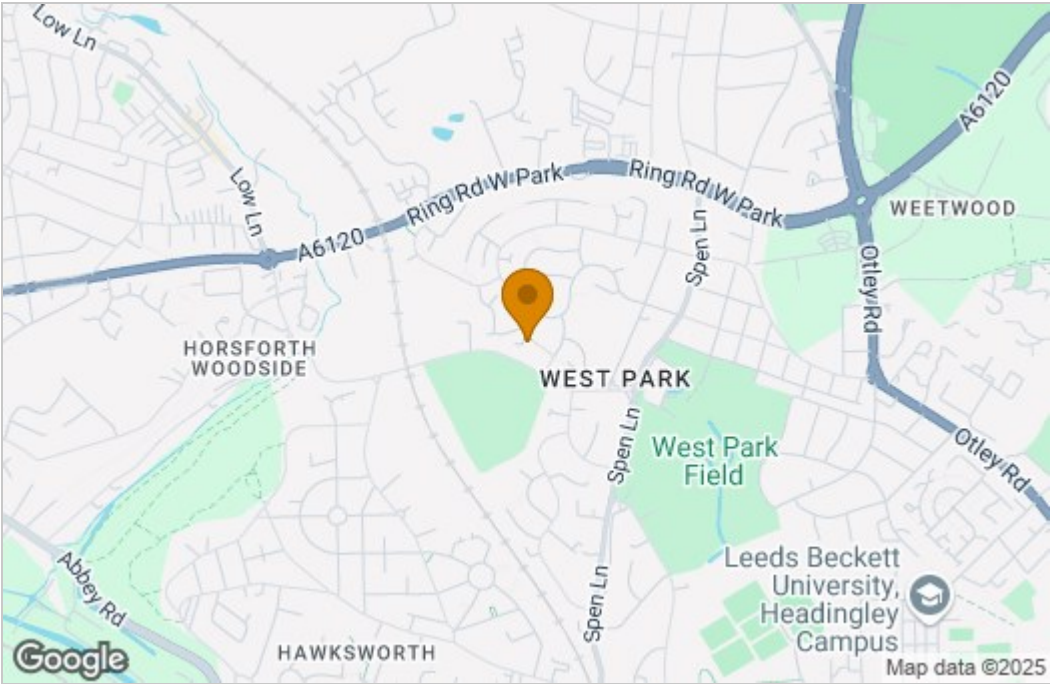 Low Ln
Low Ln
A6120
Ring Rd W Park
Ring Rd W Park
Spen Ln
A6120
WEETWOOD
Otley Rd
HORSFORTH
WOODSIDE
WEST PARK
Spen Ln
West Park
Field
Otley Rd
Abbey Rd
Spen Ln
Leeds Beckett
University,
Headingley
Campus
HAWKSWORTH
Google
Map data ©2025